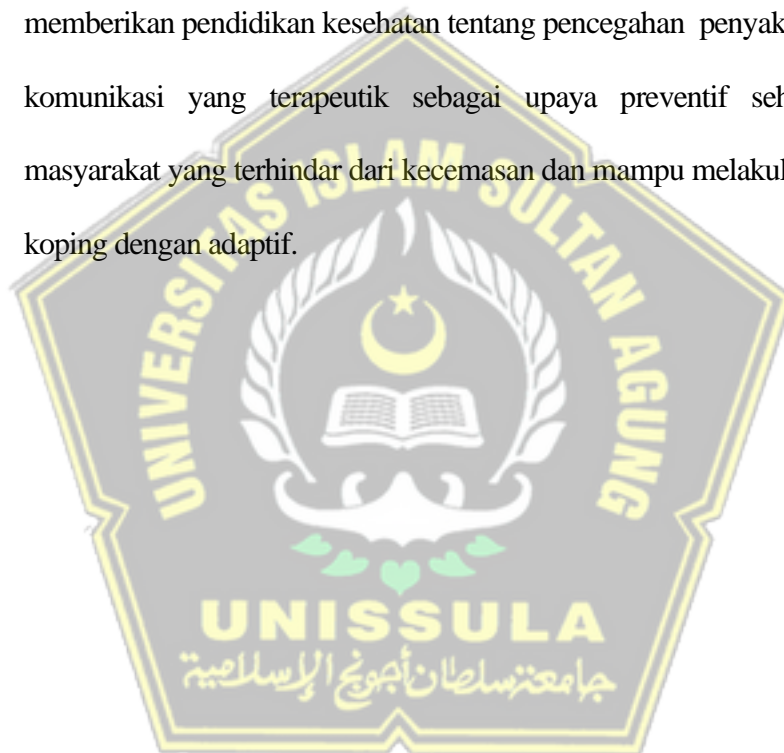 memberikan pendidikan kesehatan tentang pencegahan penyak
komunikasi yang terapeutik sebagai upaya preventif seh
masyarakat yang terhindar dari kecemasan dan mampu melakuk
koping dengan adaptif.
UNIVERSITAS ISLAM SULTAN AGUNG
UNISSULA
جامعة سلطان أجونج الإسلامية